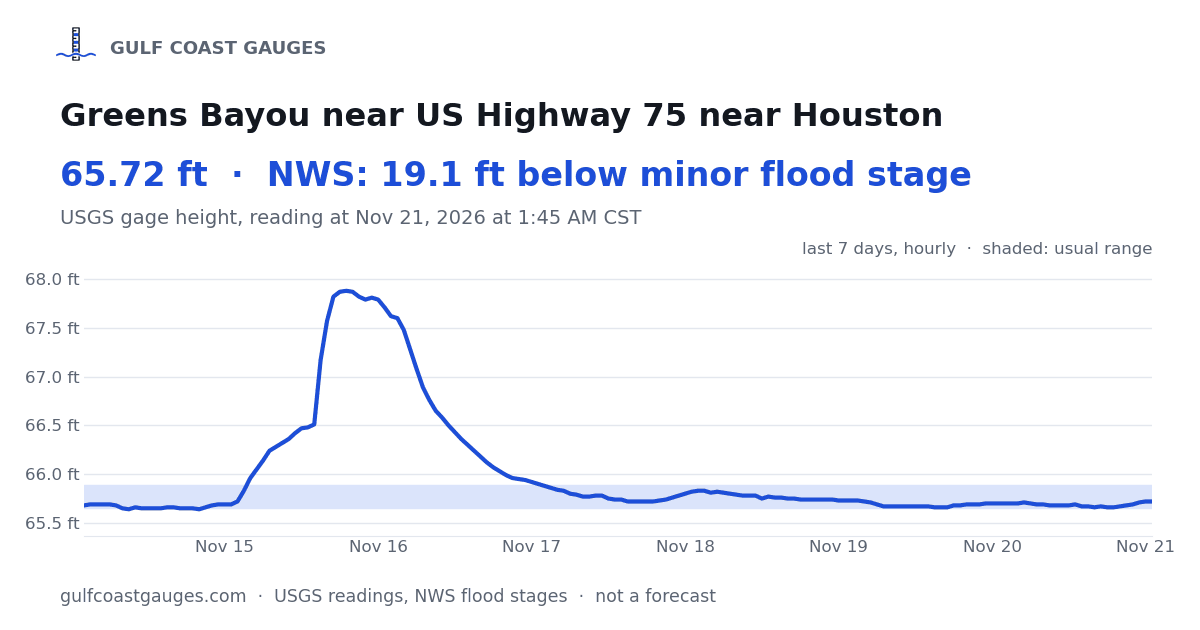 GULF COAST GAUGES
Greens Bayou near US Highway 75 near Houston
65.72 ft · NWS: 19.1 ft below minor flood stage
USGS gage height, reading at Nov 21, 2026 at 1:45 AM CST
last 7 days, hourly · shaded: usual range
68.0 ft
67.5 ft
67.0 ft
66.5 ft
66.0 ft
65.5 ft
Nov 15 Nov 16 Nov 17 Nov 18 Nov 19 Nov 20 Nov 21
gulfcoastgauges.com · USGS readings, NWS flood stages · not a forecast